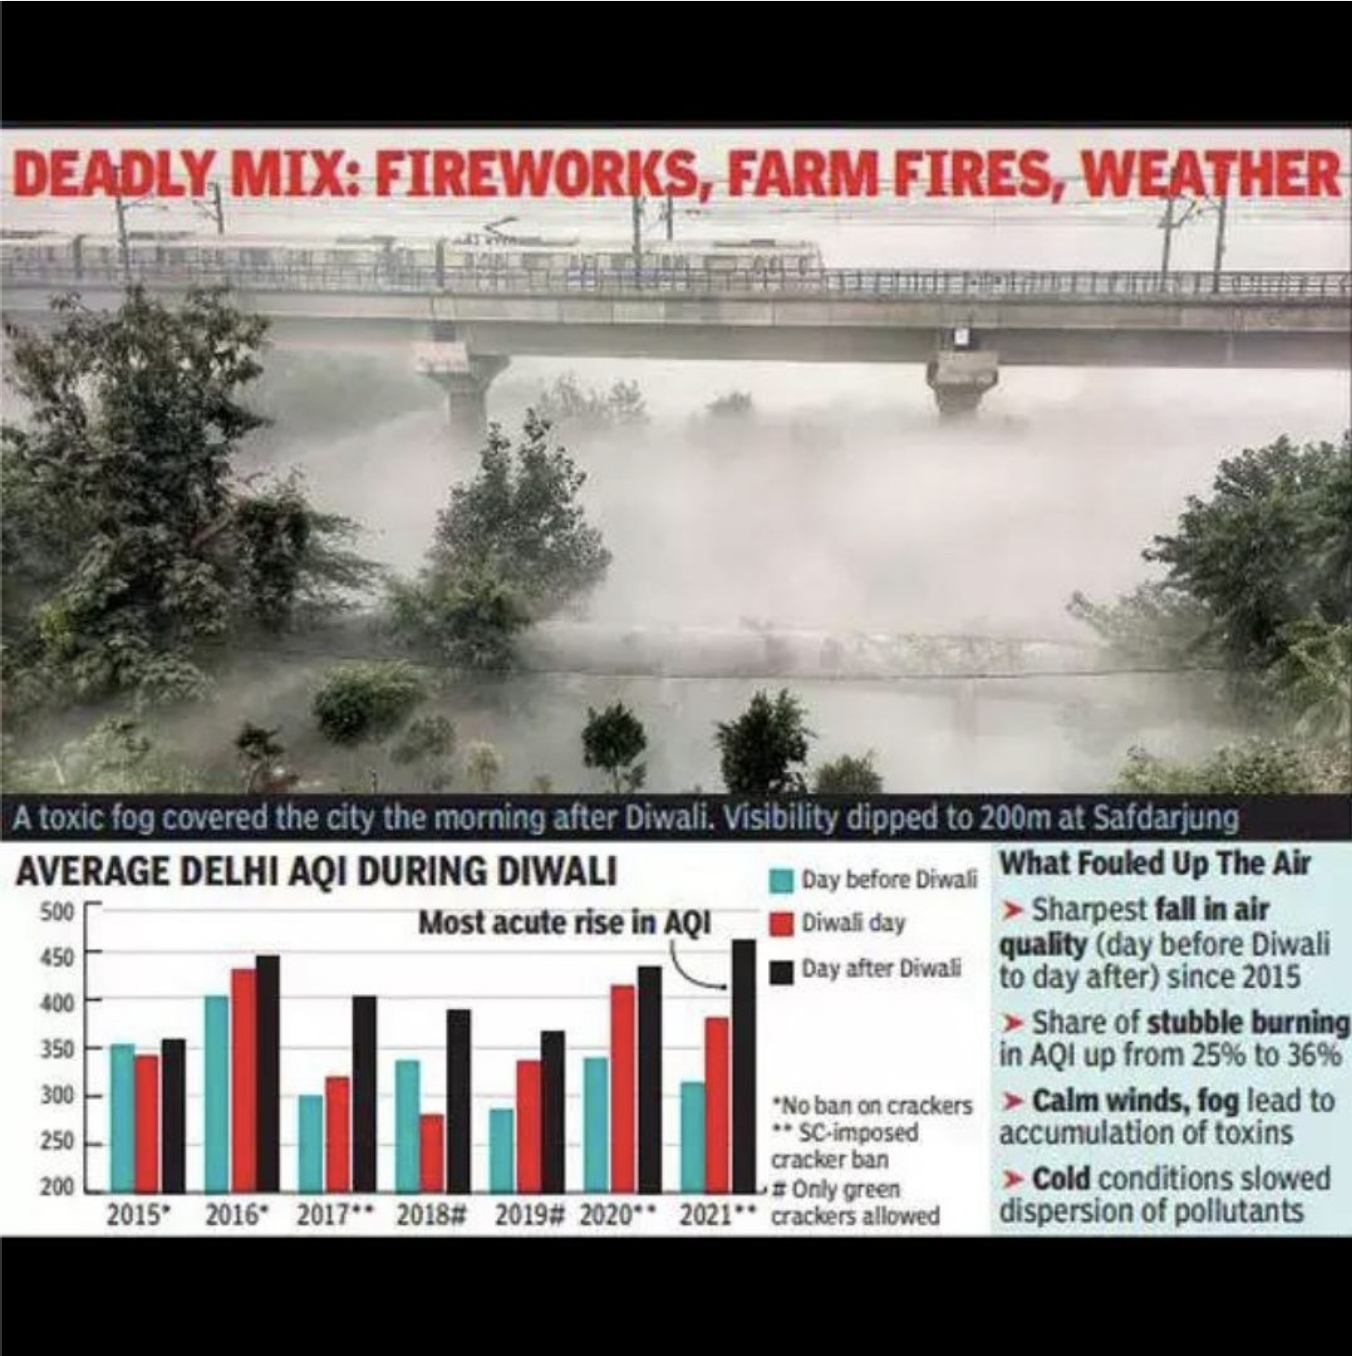 DEADLY MIX: FIREWORKS, FARM FIRES, WEATHER
A toxic fog covered the city the morning after Diwali. Visibility dipped to 200m at Safdarjung
AVERAGE DELHI AQI DURING DIWALI
Day before Diwali
Diwali day
Day after Diwali
Most acute rise in AQI
500
450
400
350
300
250
200
2015*
2016*
2017**
2018#
2019#
2020**
2021**
*No ban on crackers
** SC-imposed
cracker ban
# Only green
crackers allowed
What Fouled Up The Air
➤ Sharpest fall in air
quality (day before Diwali
to day after) since 2015
➤ Share of stubble burning
in AQI up from 25% to 36%
➤ Calm winds, fog lead to
accumulation of toxins
➤ Cold conditions slowed
dispersion of pollutants